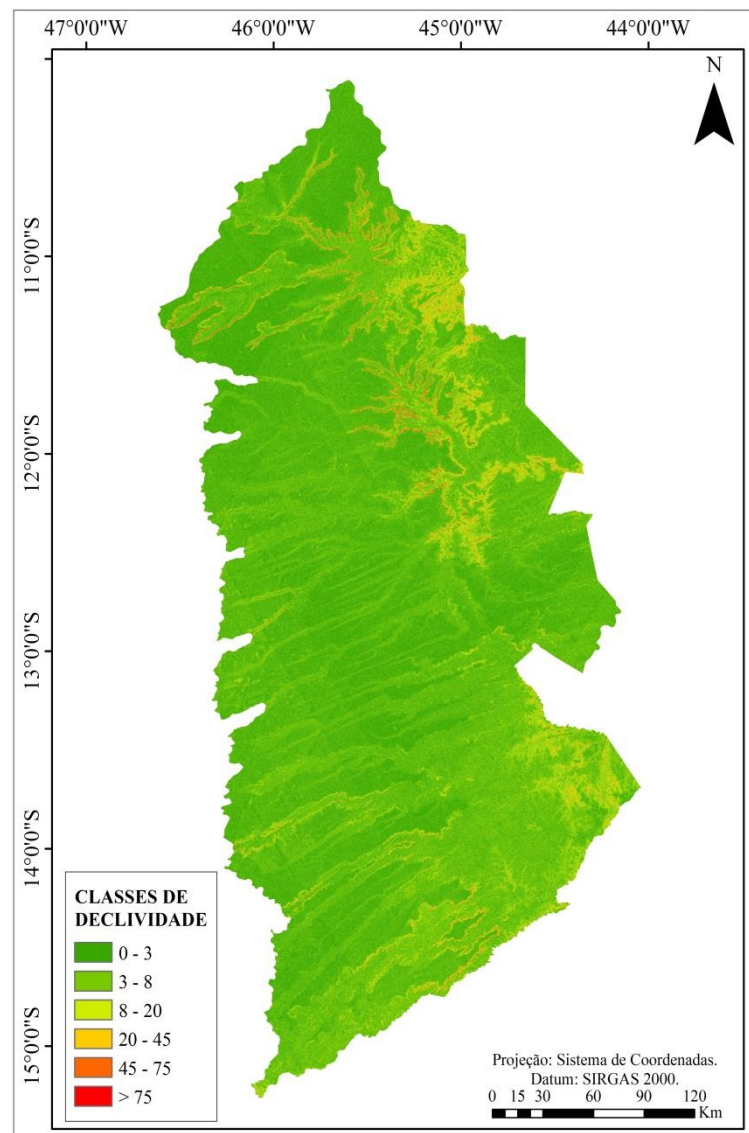 47°0'0"W 46°0'0"W 45°0'0"W 44°0'0"W
N
11°0'0"S
12°0'0"S
13°0'0"S
14°0'0"S
15°0'0"S
CLASSES DE
DECLIVIDADE
0 - 3
3 - 8
8 - 20
20 - 45
45 - 75
> 75
Projeção: Sistema de Coordenadas.
Datum: SIRGAS 2000.
0 15 30 60 90 120
Km